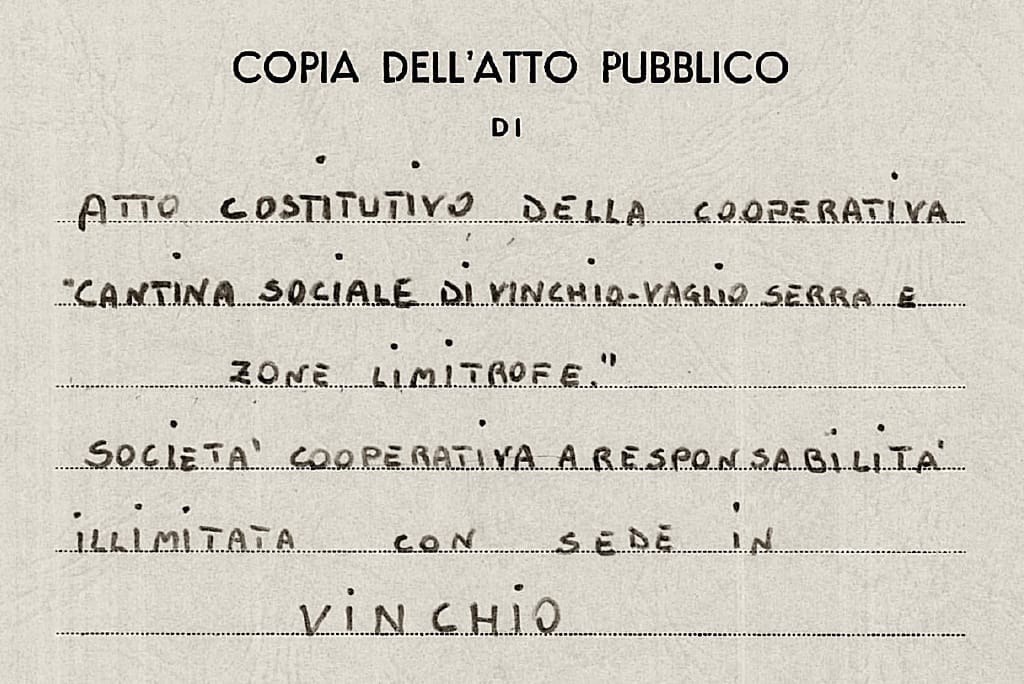 COPIA DELL'ATTO PUBBLICO
DI
ATTO COSTITUTIVO DELLA COOPERATIVA
"CANTINA SOCIALE DI VINCHIO-VAGLIO SERRA E
ZONE LIMITROFE."
SOCIETA' COOPERATIVA A RESPONSABILITA'
ILLIMITATA CON SEDE IN
VINCHIO